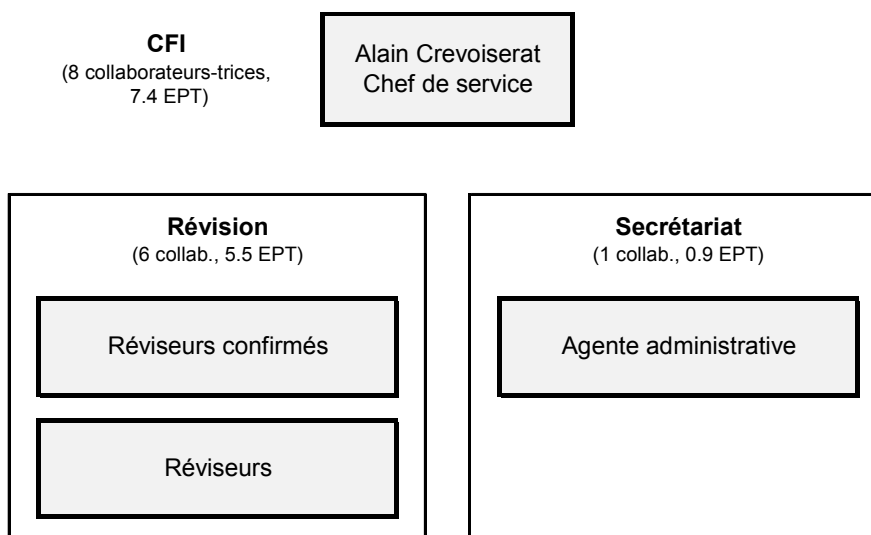 CFI
(8 collaborateurs-trices,
7.4 EPT)
Alain Crevoiserat
Chef de service
Révision
(6 collab., 5.5 EPT)
Réviseurs confirmés
Réviseurs
Secrétariat
(1 collab., 0.9 EPT)
Agente administrative